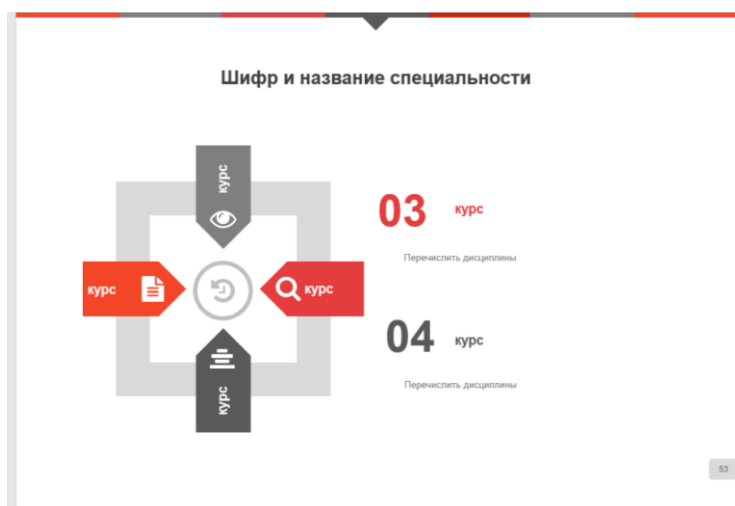 Шифр и название специальности
курс
03 курс
Перечислить дисциплины
курс
курс
04 курс
Перечислить дисциплины
курс
53